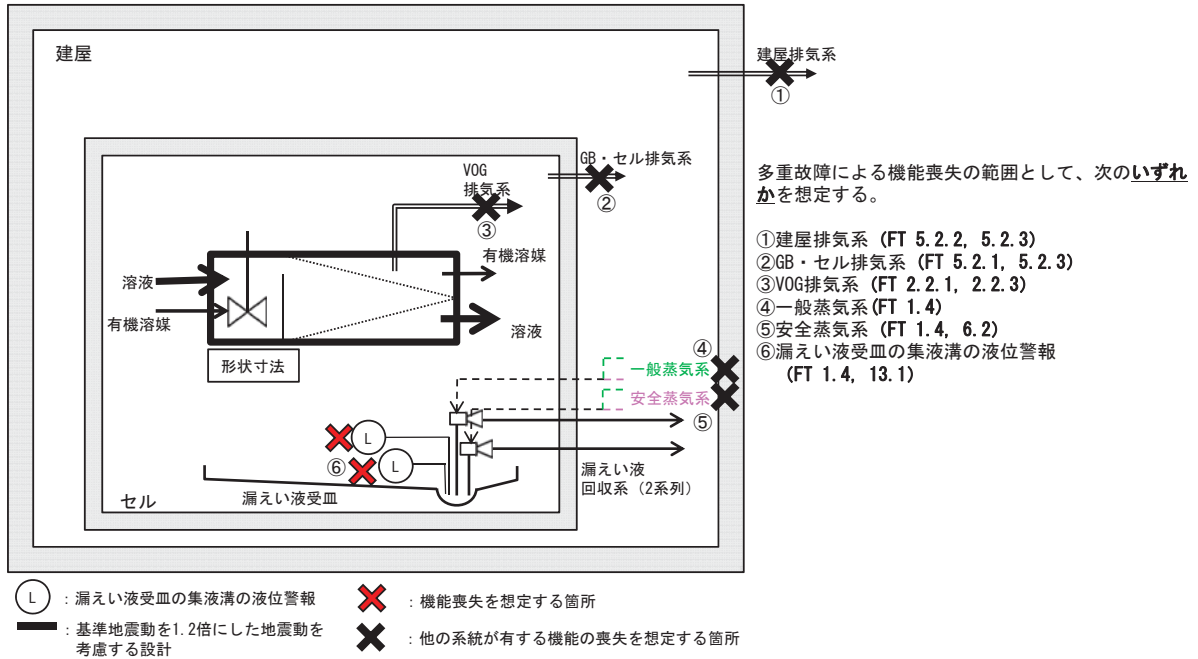 建屋
建屋排気系
①
GB・セル排気系
②
VOG
排気系
③
溶液
有機溶媒
有機溶媒
溶液
形状寸法
④
一般蒸気系
安全蒸気系
⑤
L
⑥
L
漏えい液受皿
漏えい液
回収系（2系列）
セル
多重故障による機能喪失の範囲として、次のいずれ
かを想定する。
①建屋排気系 (FT 5.2.2, 5.2.3)
②GB・セル排気系 (FT 5.2.1, 5.2.3)
③VOG排気系 (FT 2.2.1, 2.2.3)
④一般蒸気系(FT 1.4)
⑤安全蒸気系(FT 1.4, 6.2)
⑥漏えい液受皿の集液溝の液位警報
(FT 1.4, 13.1)
L ：漏えい液受皿の集液溝の液位警報
：機能喪失を想定する箇所
：基準地震動を1.2倍にした地震動を
考慮する設計
：他の系統が有する機能の喪失を想定する箇所